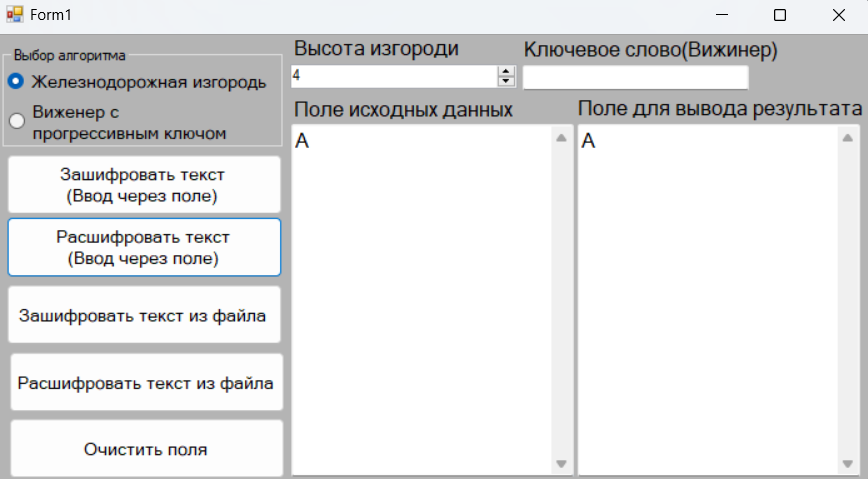 Form1
Выбор алгоритма
Железнодорожная изгородь
Виженер с
прогрессивным ключом
Высота изгороди
4
Ключевое слово(Вижинер)
Поле исходных данных
Поле для вывода результата
A
A
Зашифровать текст
(Ввод через поле)
Расшифровать текст
(Ввод через поле)
Зашифровать текст из файла
Расшифровать текст из файла
Очистить поля